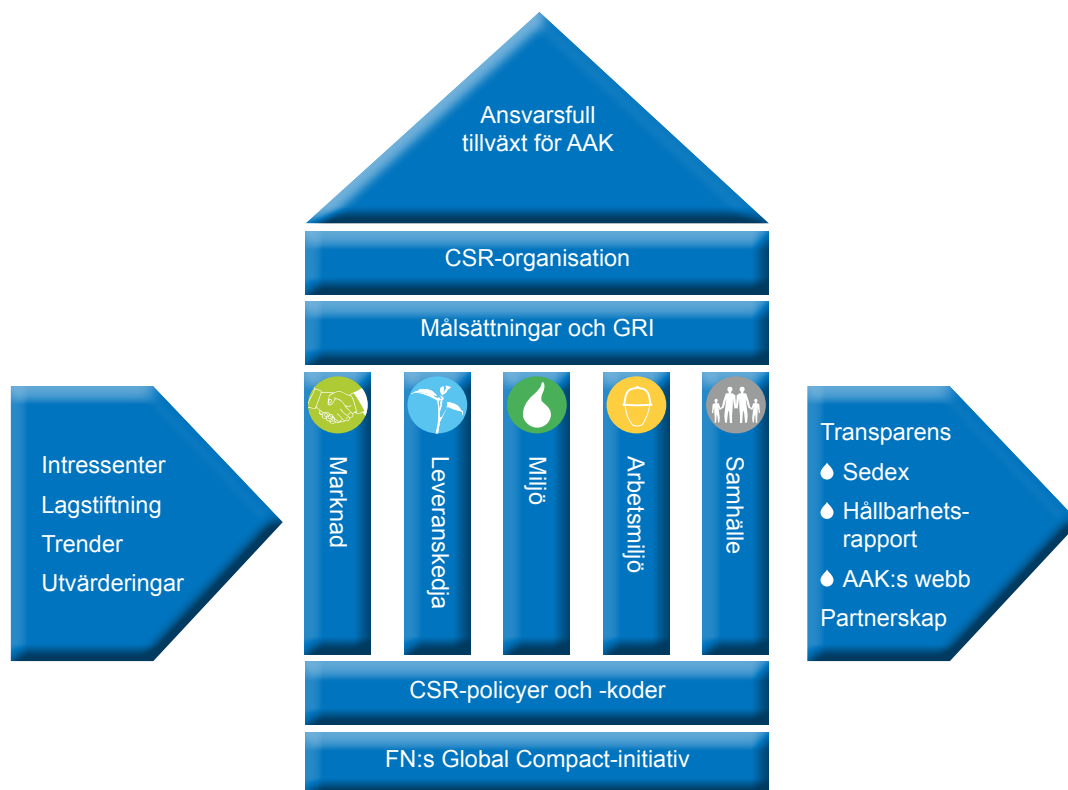 Ansvarsfull
tillväxt för AAK
CSR-organisation
Målsättningar och GRI
Intressenter
Lagstiftning
Trender
Utvärderingar
Marknad
Leveranskedja
Miljö
Arbetsmiljö
Samhälle
Transparens
Sedex
Hållbarhets-
rapport
AAK:s webb
Partnerskap
CSR-policyer och -koder
FN:s Global Compact-initiativ